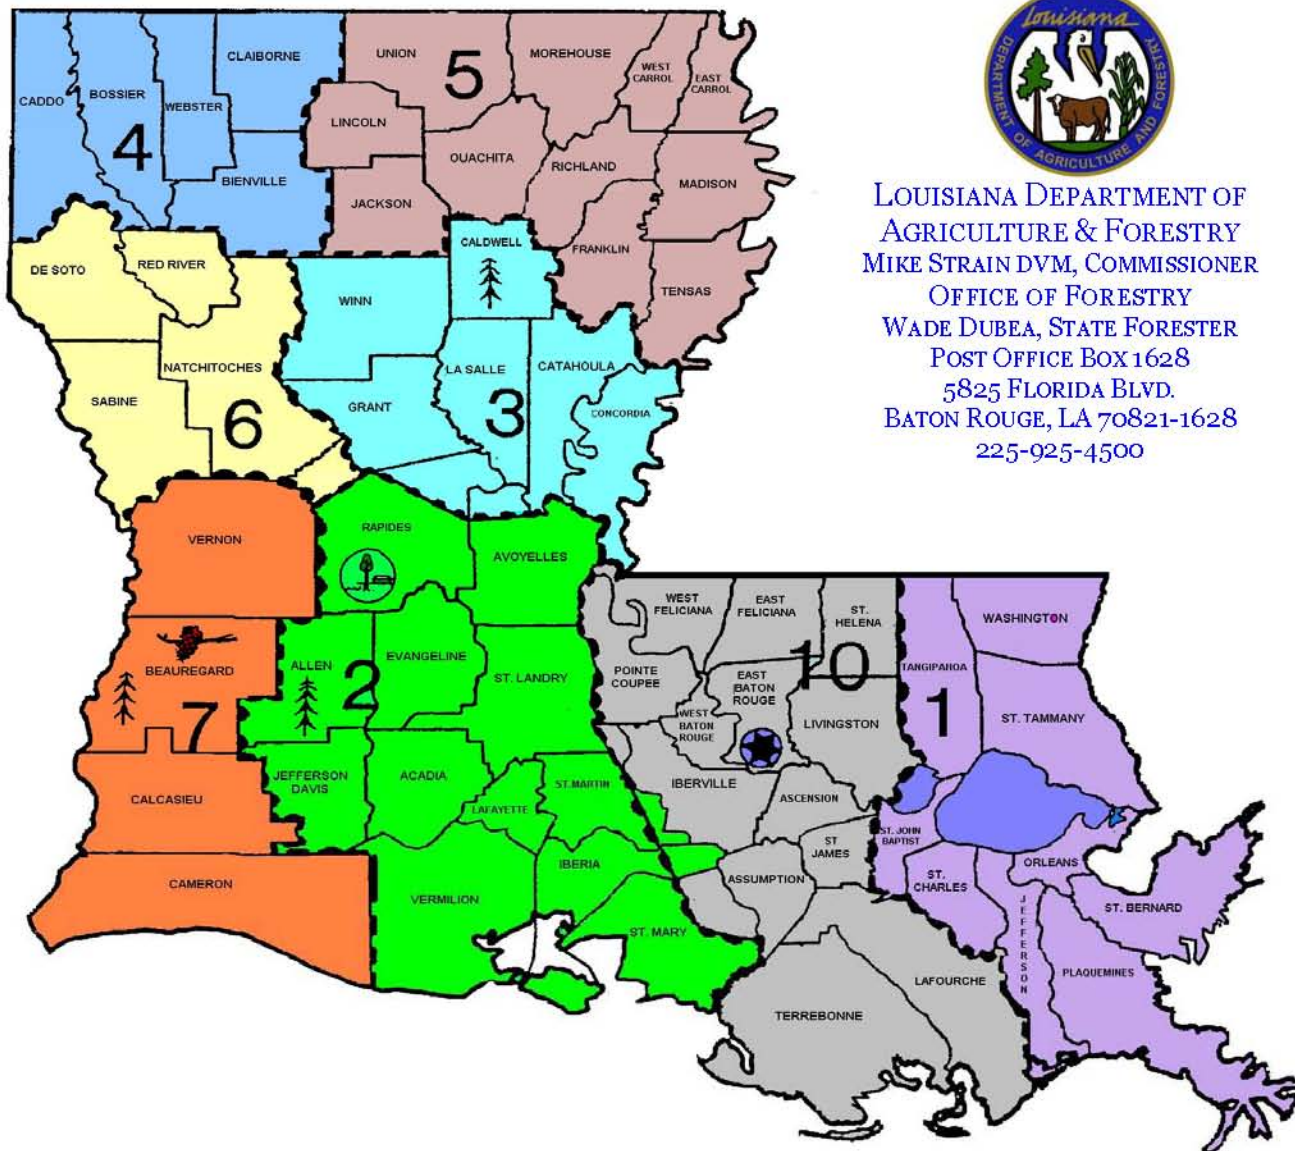 Louisiana
DEPARTMENT OF AGRICULTURE AND FORESTRY
LOUISIANA DEPARTMENT OF
AGRICULTURE & FORESTRY
MIKE STRAIN DVM, COMMISSIONER
OFFICE OF FORESTRY
WADE DUBEA, STATE FORESTER
POST OFFICE BOX 1628
5825 FLORIDA BLVD.
BATON ROUGE, LA 70821-1628
225-925-4500
CADDO
BOSSIER
WEBSTER
CLAIBORNE
4
BIENVILLE
UNION
5
MOREHOUSE
WEST
CARROL
EAST
CARROL
LINCOLN
OUACHITA
RICHLAND
MADISON
JACKSON
FRANKLIN
TENSAS
DE SOTO
RED RIVER
NATCHITOCHES
SABINE
6
CALDWELL
WINN
LA SALLE
CATAHOULA
GRANT
3
CONCORDIA
VERNON
BEAUREGARD
7
CALCASIEU
CAMERON
RAPIDES
AVOYELLES
ALLEN
2
EVANGELINE
ST. LANDRY
JEFFERSON
DAVIS
ACADIA
LAFAYETTE
ST.MARTIN
VERMILION
IBERIA
ST. MARY
WEST
FELICIANA
EAST
FELICIANA
ST.
HELENA
10
POINTE
COUPEE
EAST
BATON
ROUGE
WEST
BATON
ROUGE
LIVINGSTON
IBERVILLE
ASCENSION
ST
JAMES
ASSUMPTION
TERREBONNE
LAFOURCHE
TANGIPAHOA
WASHINGTON
1
ST. TAMMANY
ST. JOHN
BAPTIST
ST.
CHARLES
ORLEANS
JEFFERSON
ST. BERNARD
PLAQUEMINES